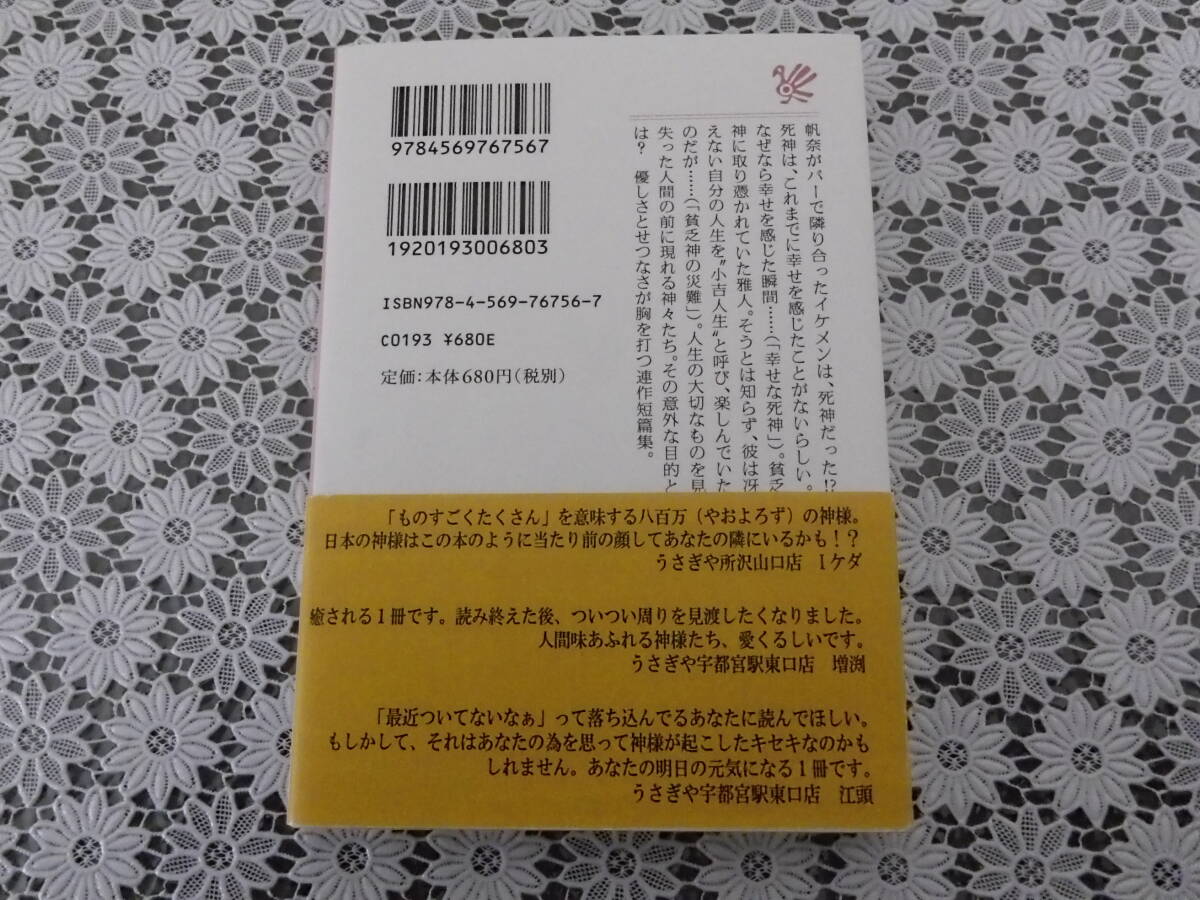 9784569767567
1920193006803
ISBN978-4-569-76756-7
C0193 ¥680E
定価:本体680円(税別)
帆奈がバーで隣り合ったイケメンは、死神だった!?
死神は、これまでに幸せを感じたことがないらしい。
なぜなら幸せを感じた瞬間……(「幸せな死神」)。貧乏
神に取り憑かれていた雅人。そうとは知らず、彼は冴
えない自分の人生を〝小吉人生〟と呼び、楽しんでいた
のだが……(「貧乏神の災難」)。人生の大切なものを見
失った人間の前に現れる神々たち。その意外な目的と
は? 優しさとせつなさが胸を打つ連作短篇集。
「ものすごくたくさん」を意味する八百万(やおよろず)の神様。
日本の神様はこの本のように当たり前の顔してあなたの隣にいるかも!?
うさぎや所沢山口店 Iケダ
癒される1冊です。読み終えた後、ついつい周りを見渡したくなりました。
人間味あふれる神様たち、愛くるしいです。
うさぎや宇都宮駅東口店 増渕
「最近ついてないなぁ」って落ち込んでるあなたに読んでほしい。
もしかして、それはあなたの為を思って神様が起こしたキセキなのかも
しれません。あなたの明日の元気になる1冊です。
うさぎや宇都宮駅東口店 江頭